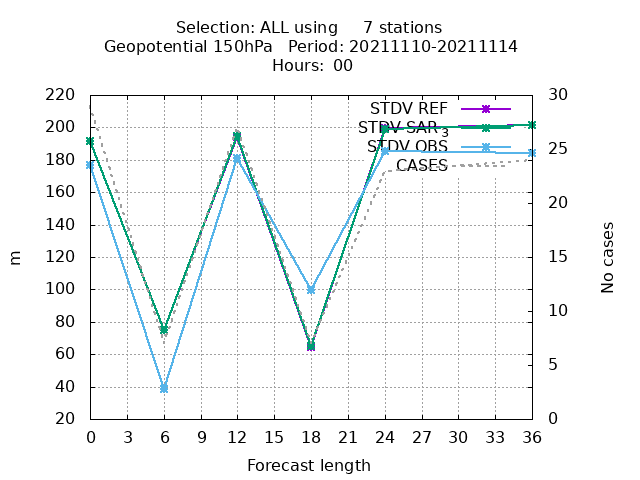 Selection: ALL using     7 stations
Geopotential 150hPa   Period: 20211110-20211114
Hours:  00
220
200
180
160
140
120
100
80
60
40
20
m
30
25
20
15
10
5
0
No cases
STDV REF
STDV SAR_3
STDV OBS
CASES
0 3 6 9 12 15 18 21 24 27 30 33 36
Forecast length